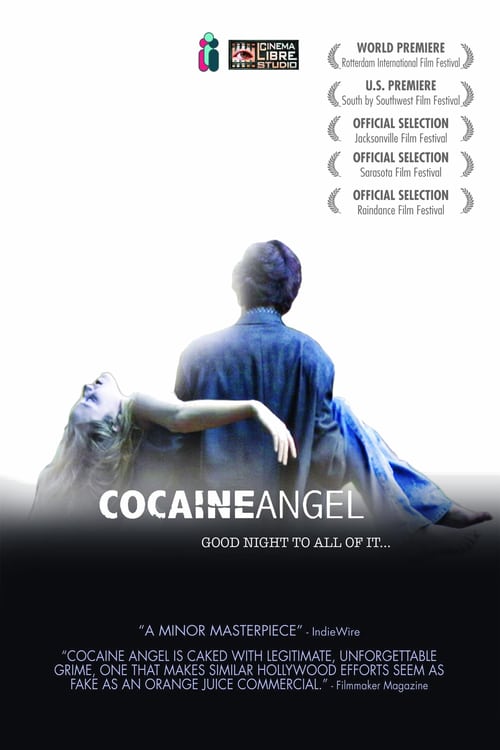 CINEMA
LIBRE
STUDIO
WORLD PREMIERE
Rotterdam International Film Festival
U.S. PREMIERE
South by Southwest Film Festival
OFFICIAL SELECTION
Jacksonville Film Festival
OFFICIAL SELECTION
Sarasota Film Festival
OFFICIAL SELECTION
Raindance Film Festival
COCAINEANGEL
GOOD NIGHT TO ALL OF IT...
“A MINOR MASTERPIECE” - IndieWire
“COCAINE ANGEL IS CAKED WITH LEGITIMATE, UNFORGETTABLE
GRIME, ONE THAT MAKES SIMILAR HOLLYWOOD EFFORTS SEEM AS
FAKE AS AN ORANGE JUICE COMMERCIAL.” - Filmmaker Magazine